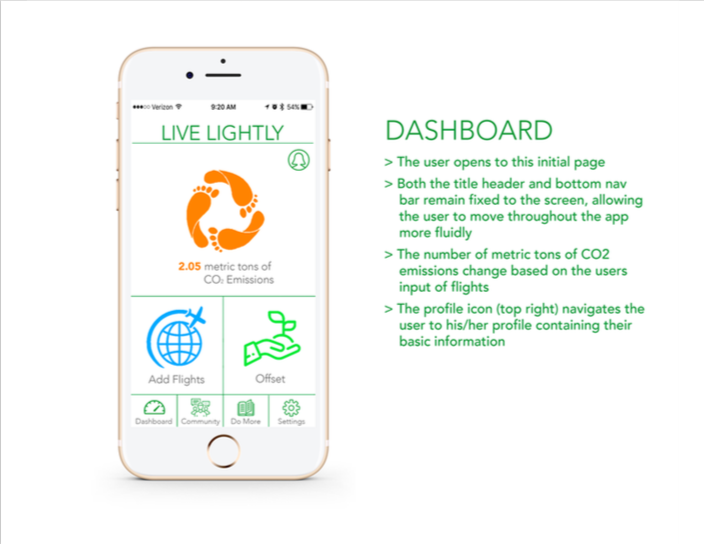 Verizon 9:20 AM 54%
LIVE LIGHTLY
2.05 metric tons of
CO₂ Emissions
Add Flights Offset
Dashboard Community Do More Settings
DASHBOARD
> The user opens to this initial page
> Both the title header and bottom nav
bar remain fixed to the screen, allowing
the user to move throughout the app
more fluidly
> The number of metric tons of CO2
emissions change based on the users
input of flights
> The profile icon (top right) navigates the
user to his/her profile containing their
basic information